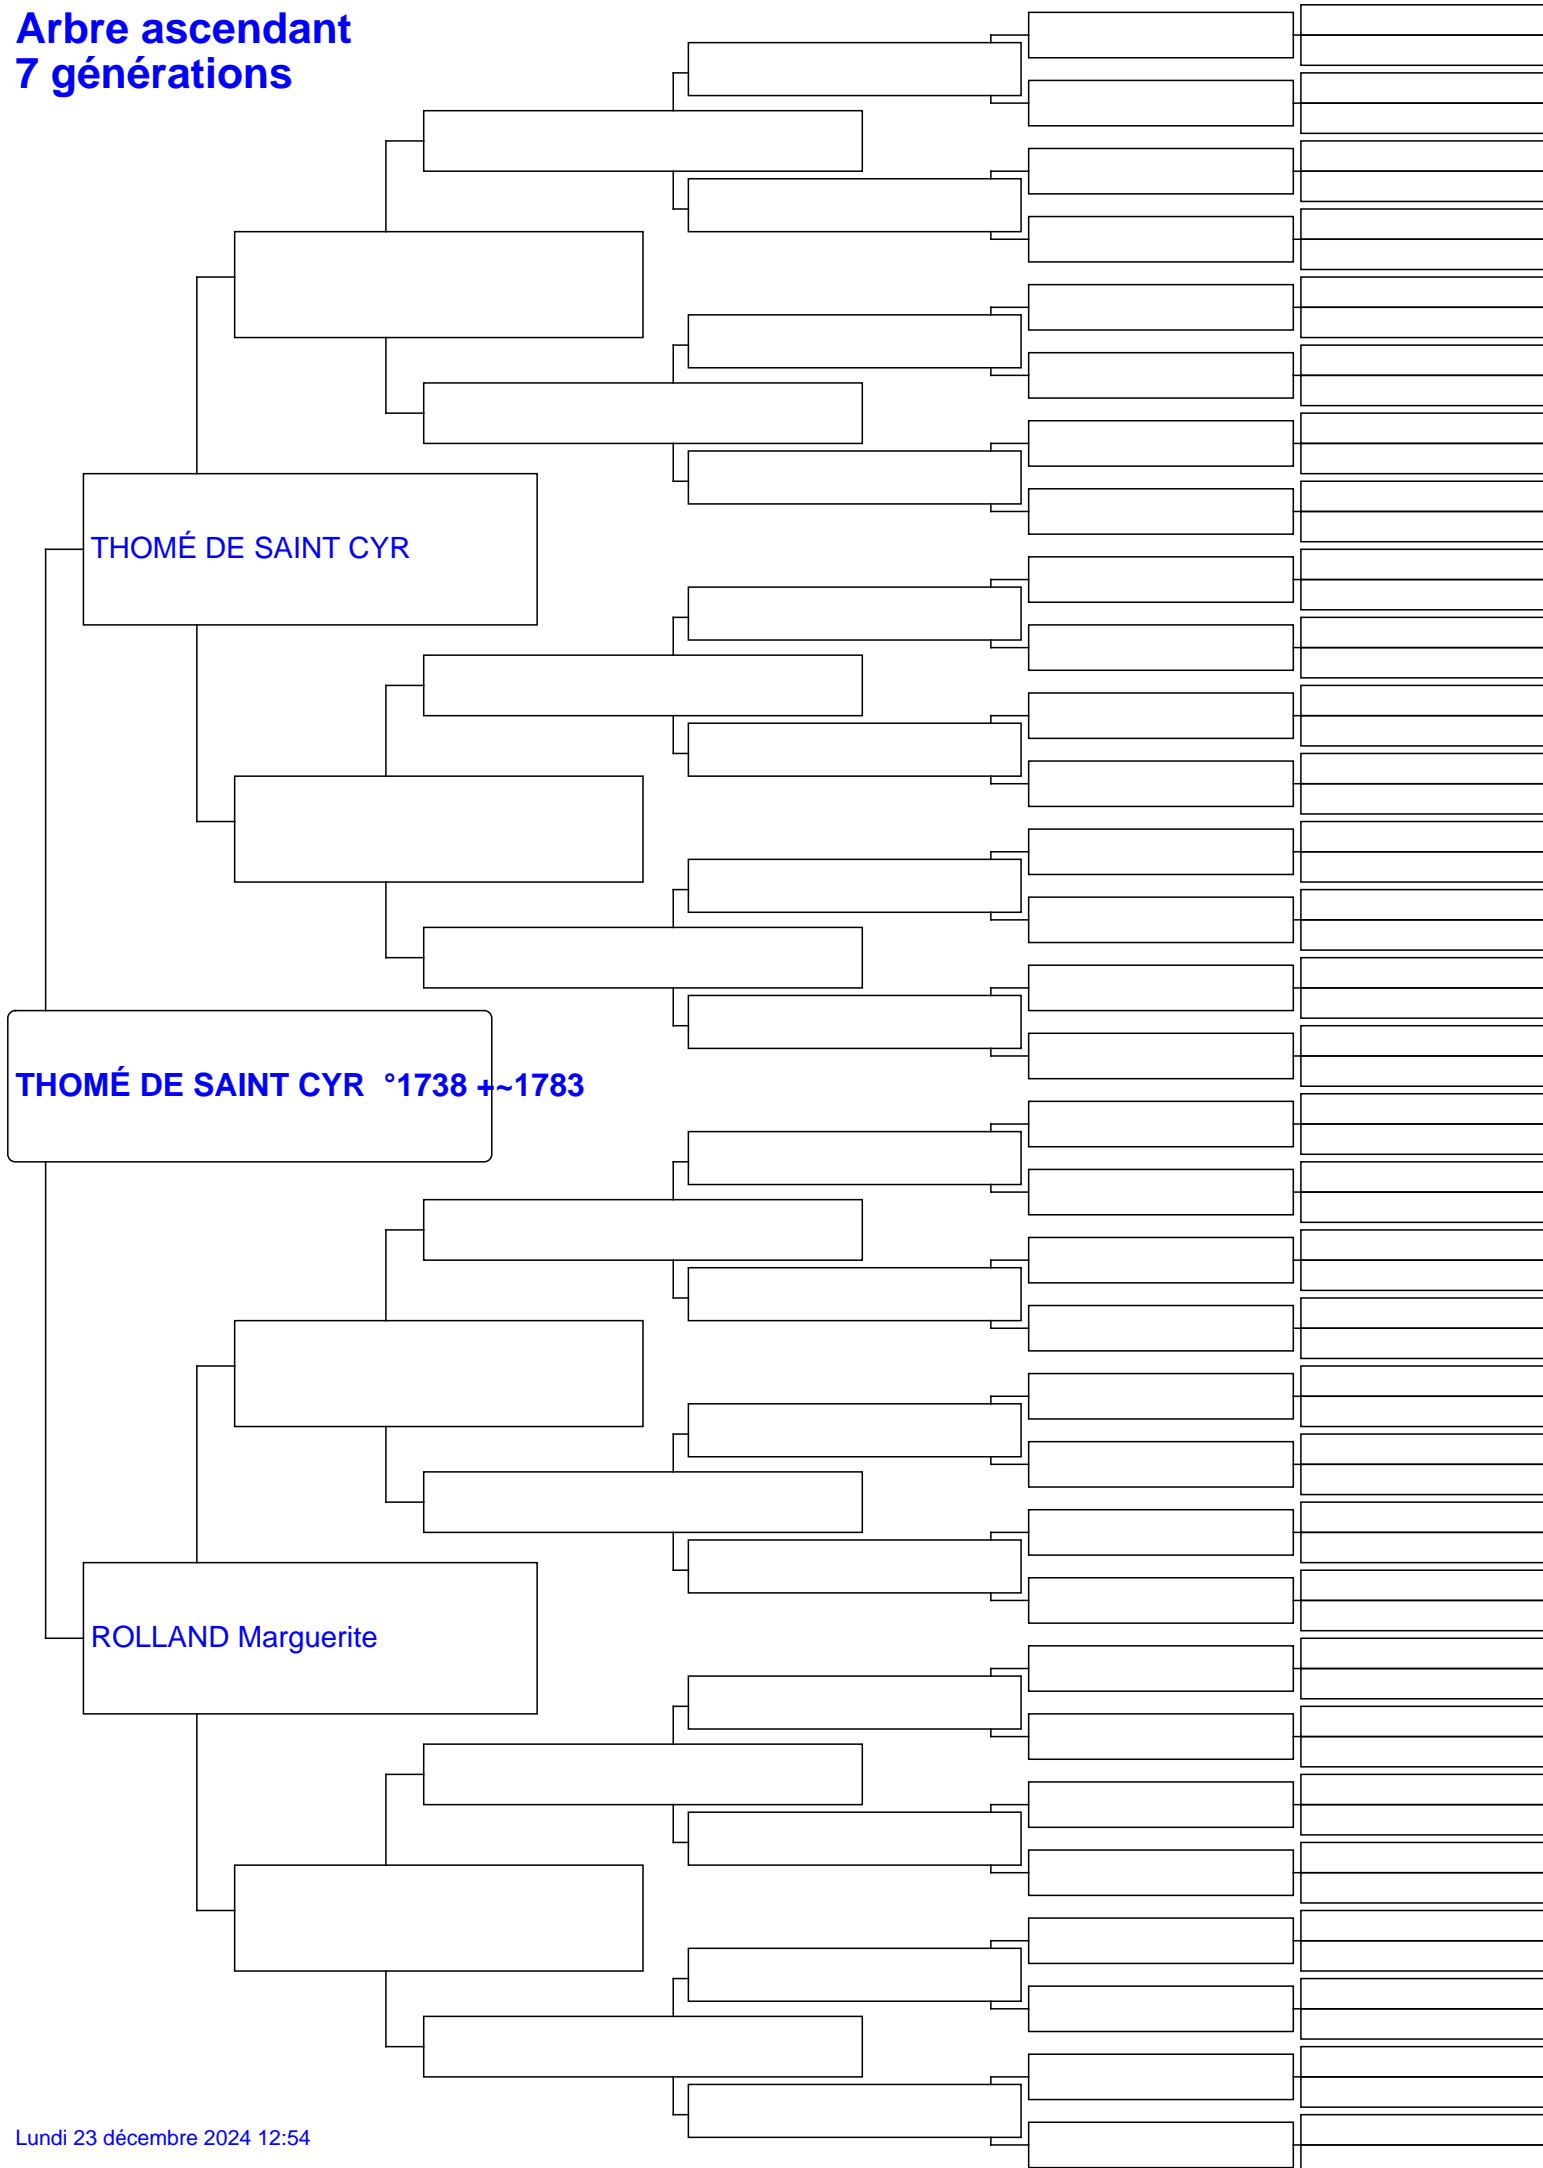 Arbre ascendant
7 générations
THOMÉ DE SAINT CYR
THOMÉ DE SAINT CYR  °1738 +~1783
ROLLAND Marguerite
Lundi 23 décembre 2024 12:54